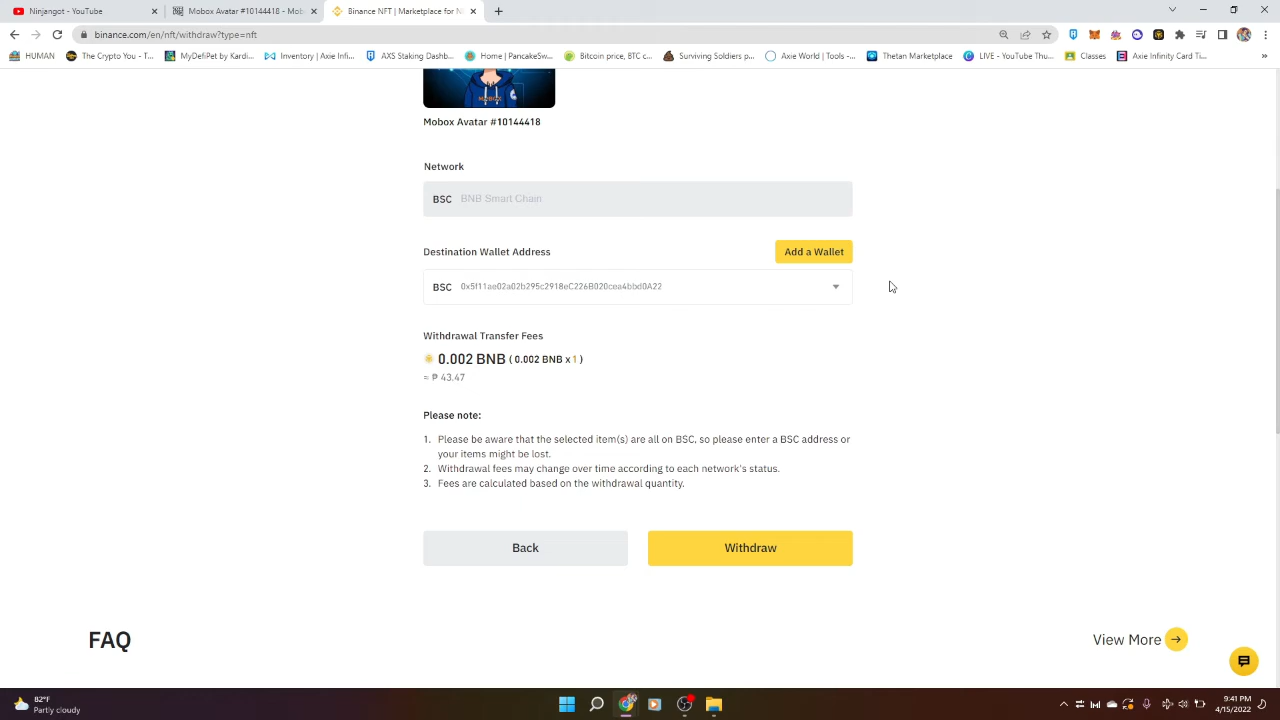 Ninjangot - YouTube
Mobox Avatar #10144418 - Mob
Binance NFT | Marketplace for N
binance.com/en/nft/withdraw?type=nft
HUMAN
The Crypto You - T...
MyDefiPet by Kardi...
Inventory | Axie Infi...
AXS Staking Dashb...
Home | PancakeSw...
Bitcoin price, BTC c...
Surviving Soldiers p...
Axie World | Tools -...
Thetan Marketplace
LIVE - YouTube Thu...
Classes
Axie Infinity Card Ti...
»
MOBOX
Mobox Avatar #10144418
Network
BSC BNB Smart Chain
Destination Wallet Address
Add a Wallet
BSC 0x5f11ae02a02b295c2918eC226B020cea4bbd0A22
Withdrawal Transfer Fees
0.002 BNB ( 0.002 BNB x 1 )
≈ ₱ 43.47
Please note:
1. Please be aware that the selected item(s) are all on BSC, so please enter a BSC address or
your items might be lost.
2. Withdrawal fees may change over time according to each network's status.
3. Fees are calculated based on the withdrawal quantity.
Back
Withdraw
FAQ
View More
82°F
Partly cloudy
9:41 PM
4/15/2022